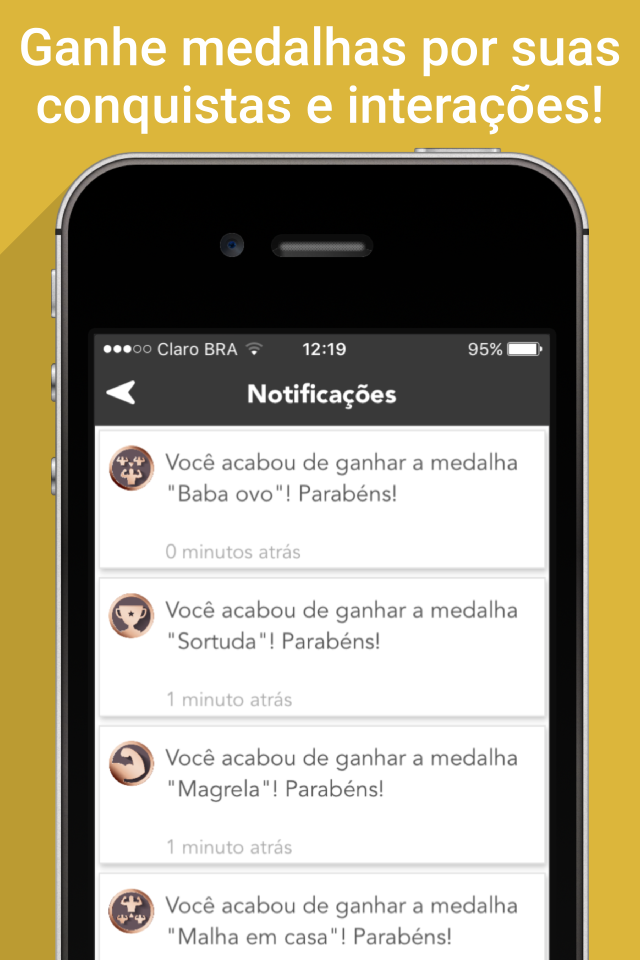 Ganhe medalhas por suas
conquistas e interações!
Claro BRA 12:19 95%
Notificações
Você acabou de ganhar a medalha
"Baba ovo"! Parabéns!
0 minutos atrás
Você acabou de ganhar a medalha
"Sortuda"! Parabéns!
1 minuto atrás
Você acabou de ganhar a medalha
"Magrela"! Parabéns!
1 minuto atrás
Você acabou de ganhar a medalha
"Malha em casa"! Parabéns!